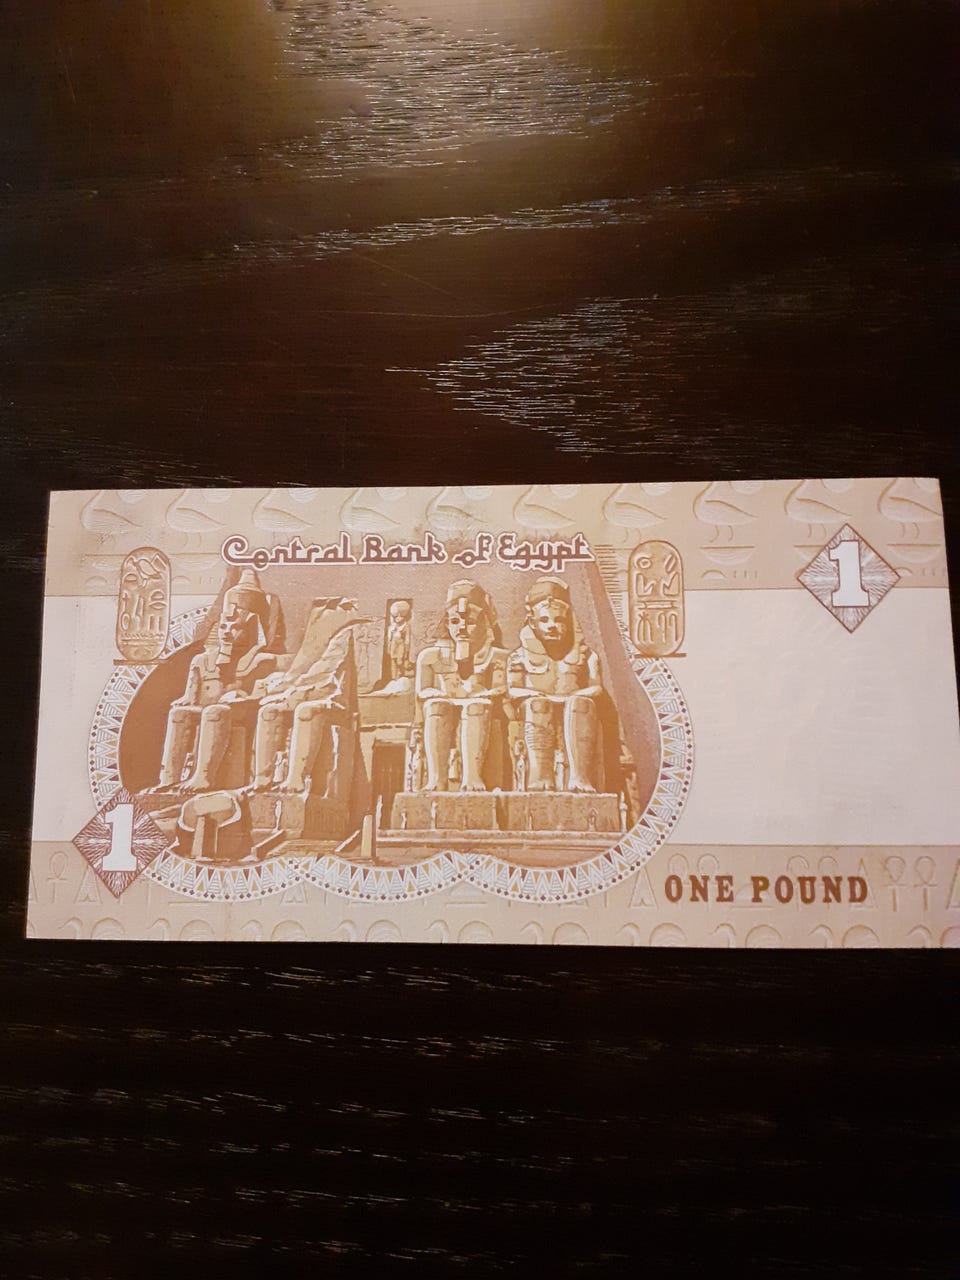 Central Bank of Egypt
1
1
ONE POUND